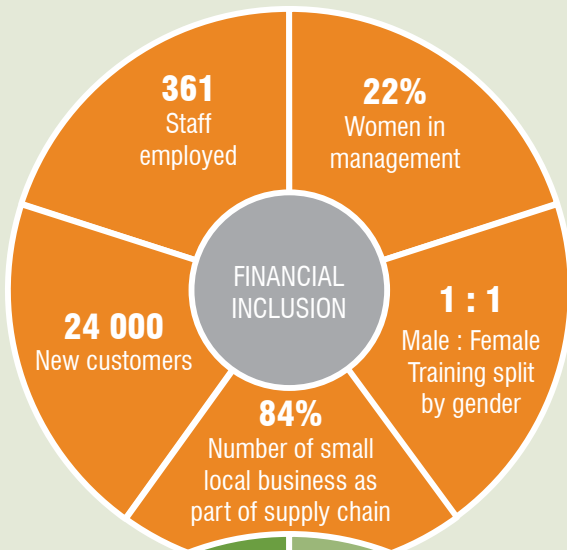 361
Staff
employed
22%
Women in
management
FINANCIAL
INCLUSION
24 000
New customers
1 : 1
Male : Female
Training split
by gender
84%
Number of small
local business as
part of supply chain